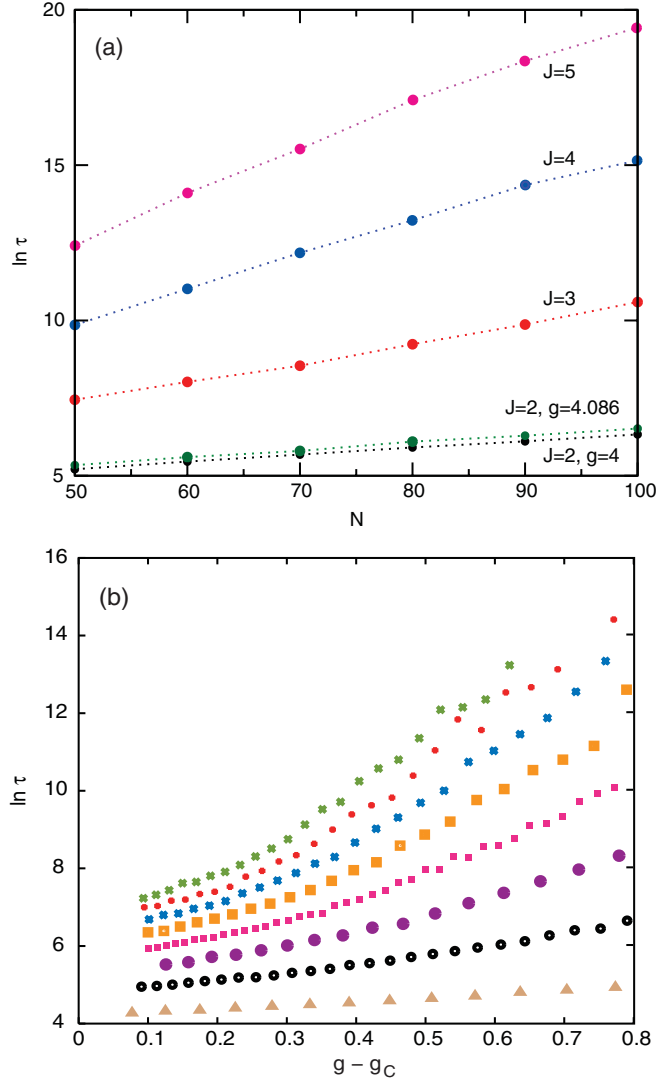 20
(a)
J=5
15
J=4
ln τ
10
J=3
J=2, g=4.086
J=2, g=4
5
50 60 70 80 90 100
N
16
(b)
14
12
ln τ
10
8
6
4
0 0.1 0.2 0.3 0.4 0.5 0.6 0.7 0.8
g – g_C